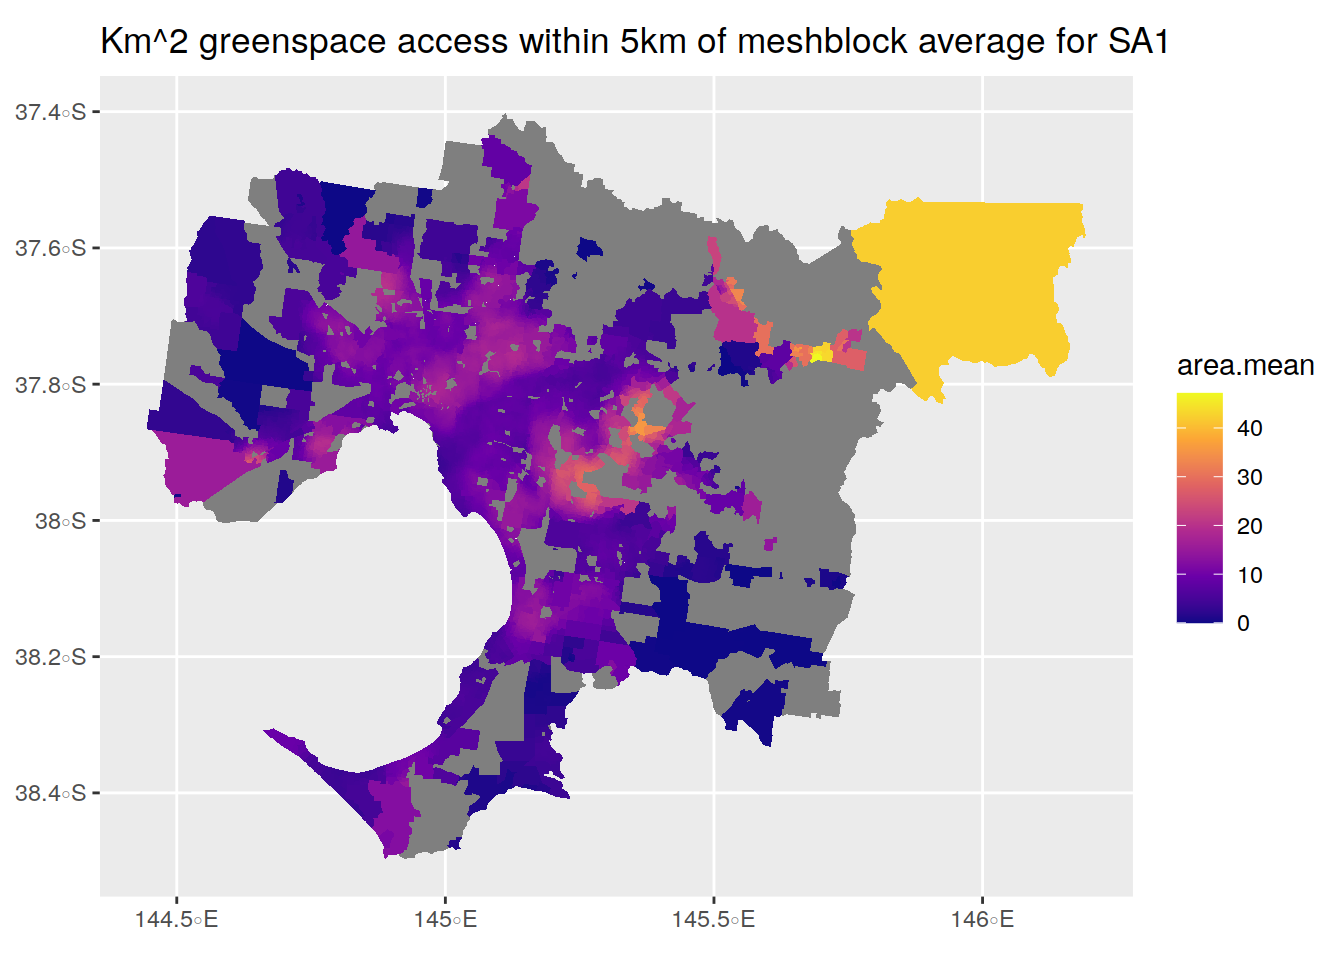 Km^2 greenspace access within 5km of meshblock average for SA1
37.4°S
37.6°S
37.8°S
38°S
38.2°S
38.4°S
144.5°E
145°E
145.5°E
146°E
area.mean
40
30
20
10
0